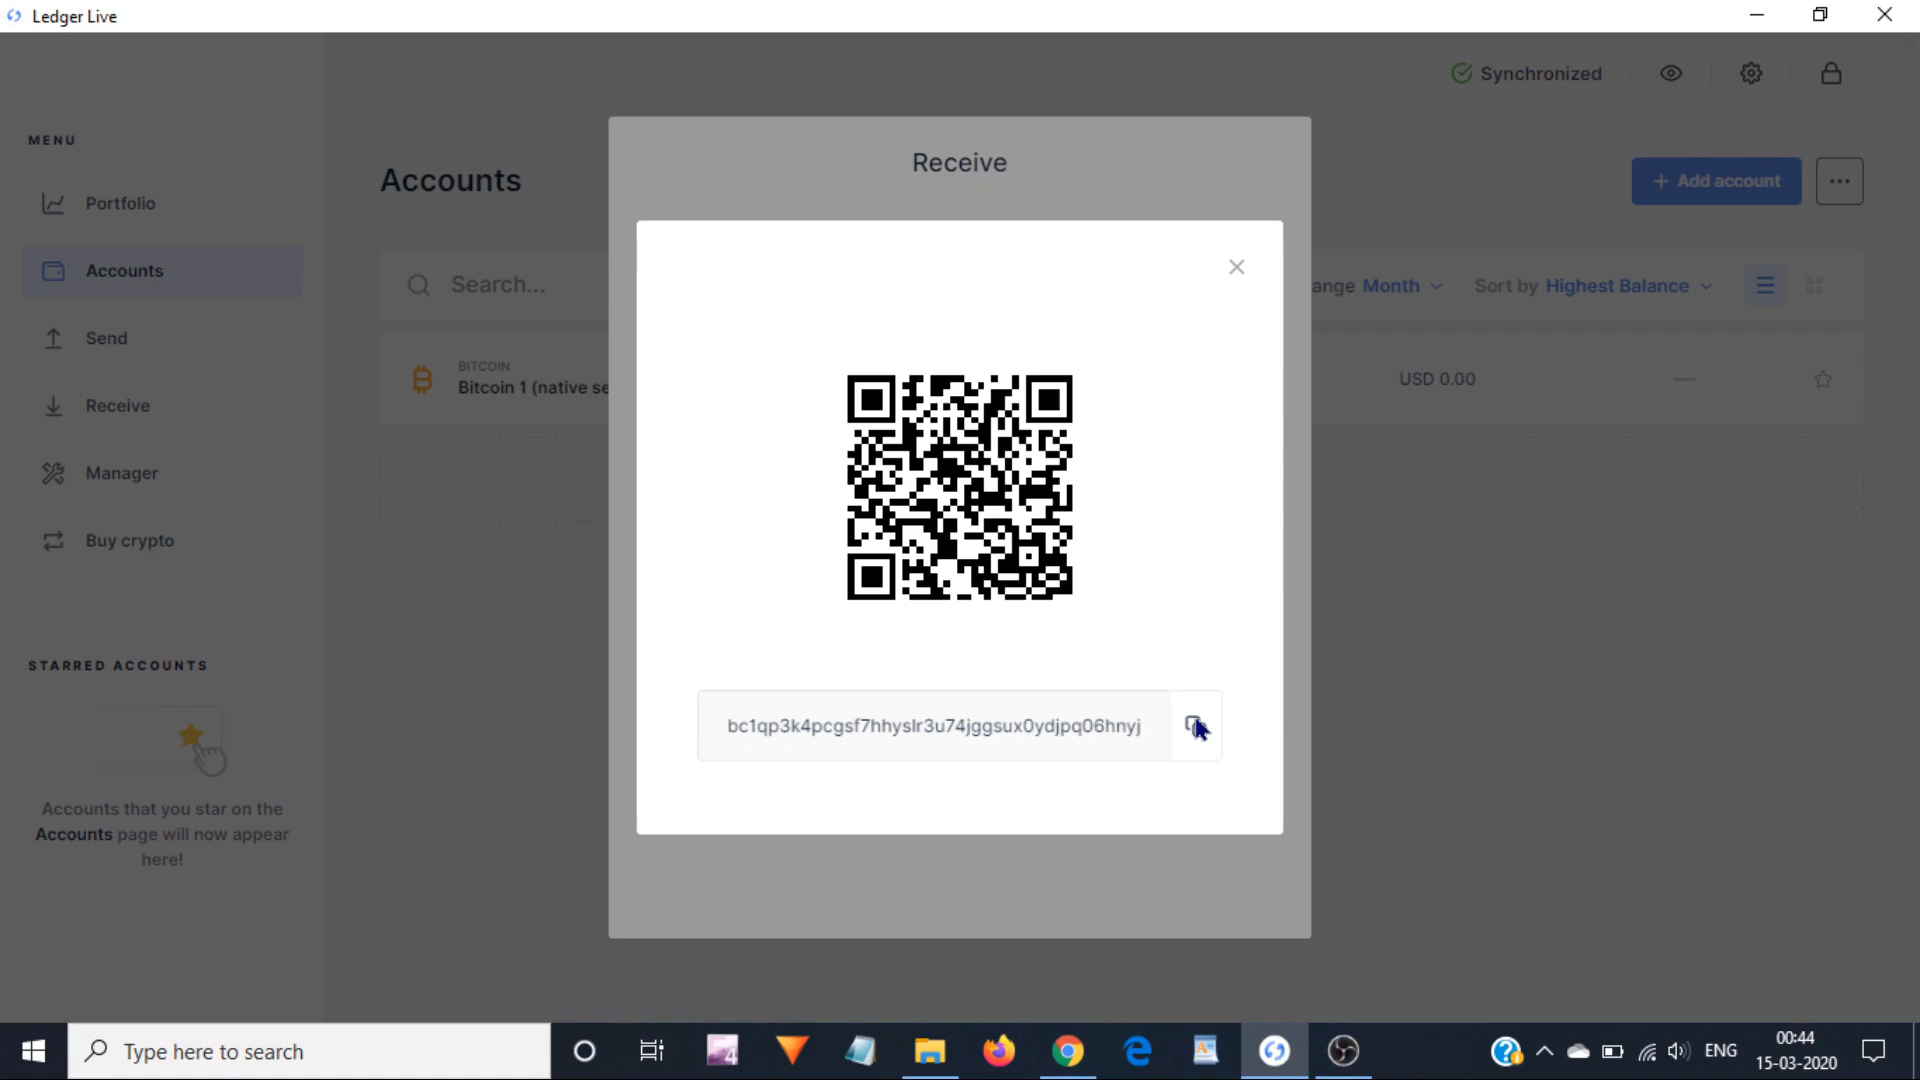 Ledger Live
Synchronized
MENU
Portfolio
Accounts
Send
Receive
Manager
Buy crypto
STARRED ACCOUNTS
Accounts that you star on the
Accounts page will now appear
here!
Accounts
+ Add account
Search...
ange Month
Sort by Highest Balance
BITCOIN
Bitcoin 1 (native se
USD 0.00
Receive
bc1qp3k4pcgsf7hhyslr3u74jggsux0ydjpq06hnyj
Type here to search
4
ENG
00:44
15-03-2020